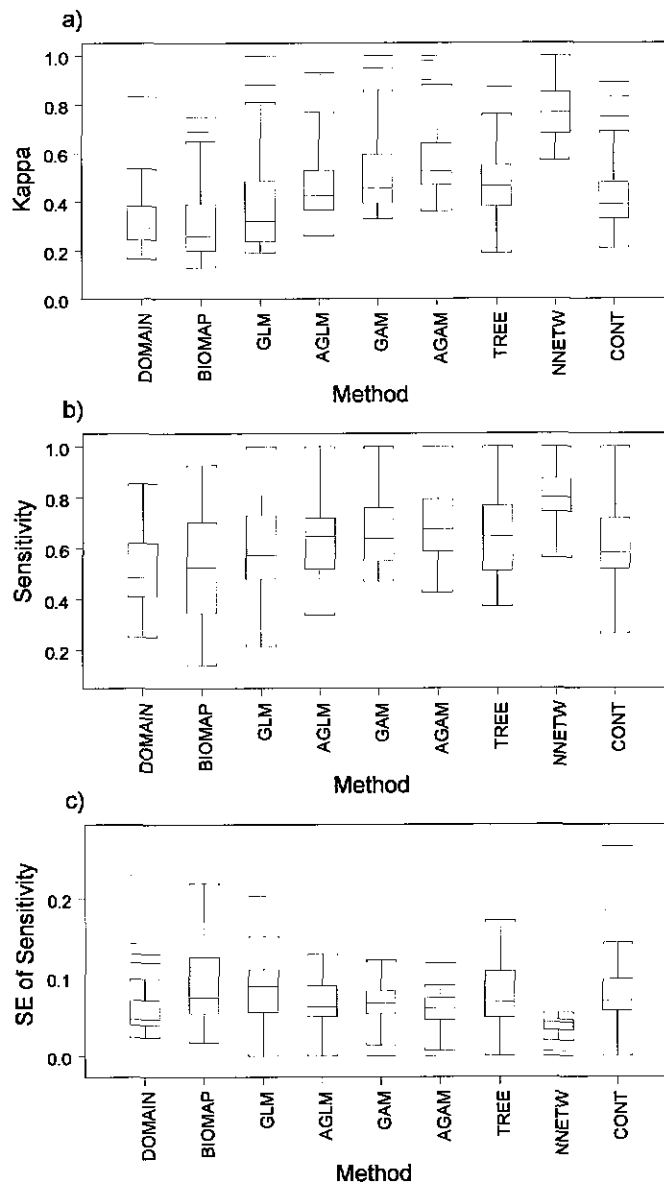 a)
1.0
0.8
0.6
0.4
0.2
0.0
Kappa
DOMAIN
BIOMAP
GLM
AGLM
GAM
AGAM
TREE
NNETW
CONT
Method
b)
1.0
0.8
0.6
0.4
0.2
Sensitivity
DOMAIN
BIOMAP
GLM
AGLM
GAM
AGAM
TREE
NNETW
CONT
Method
c)
0.2
0.1
0.0
SE of Sensitivity
DOMAIN
BIOMAP
GLM
AGLM
GAM
AGAM
TREE
NNETW
CONT
Method